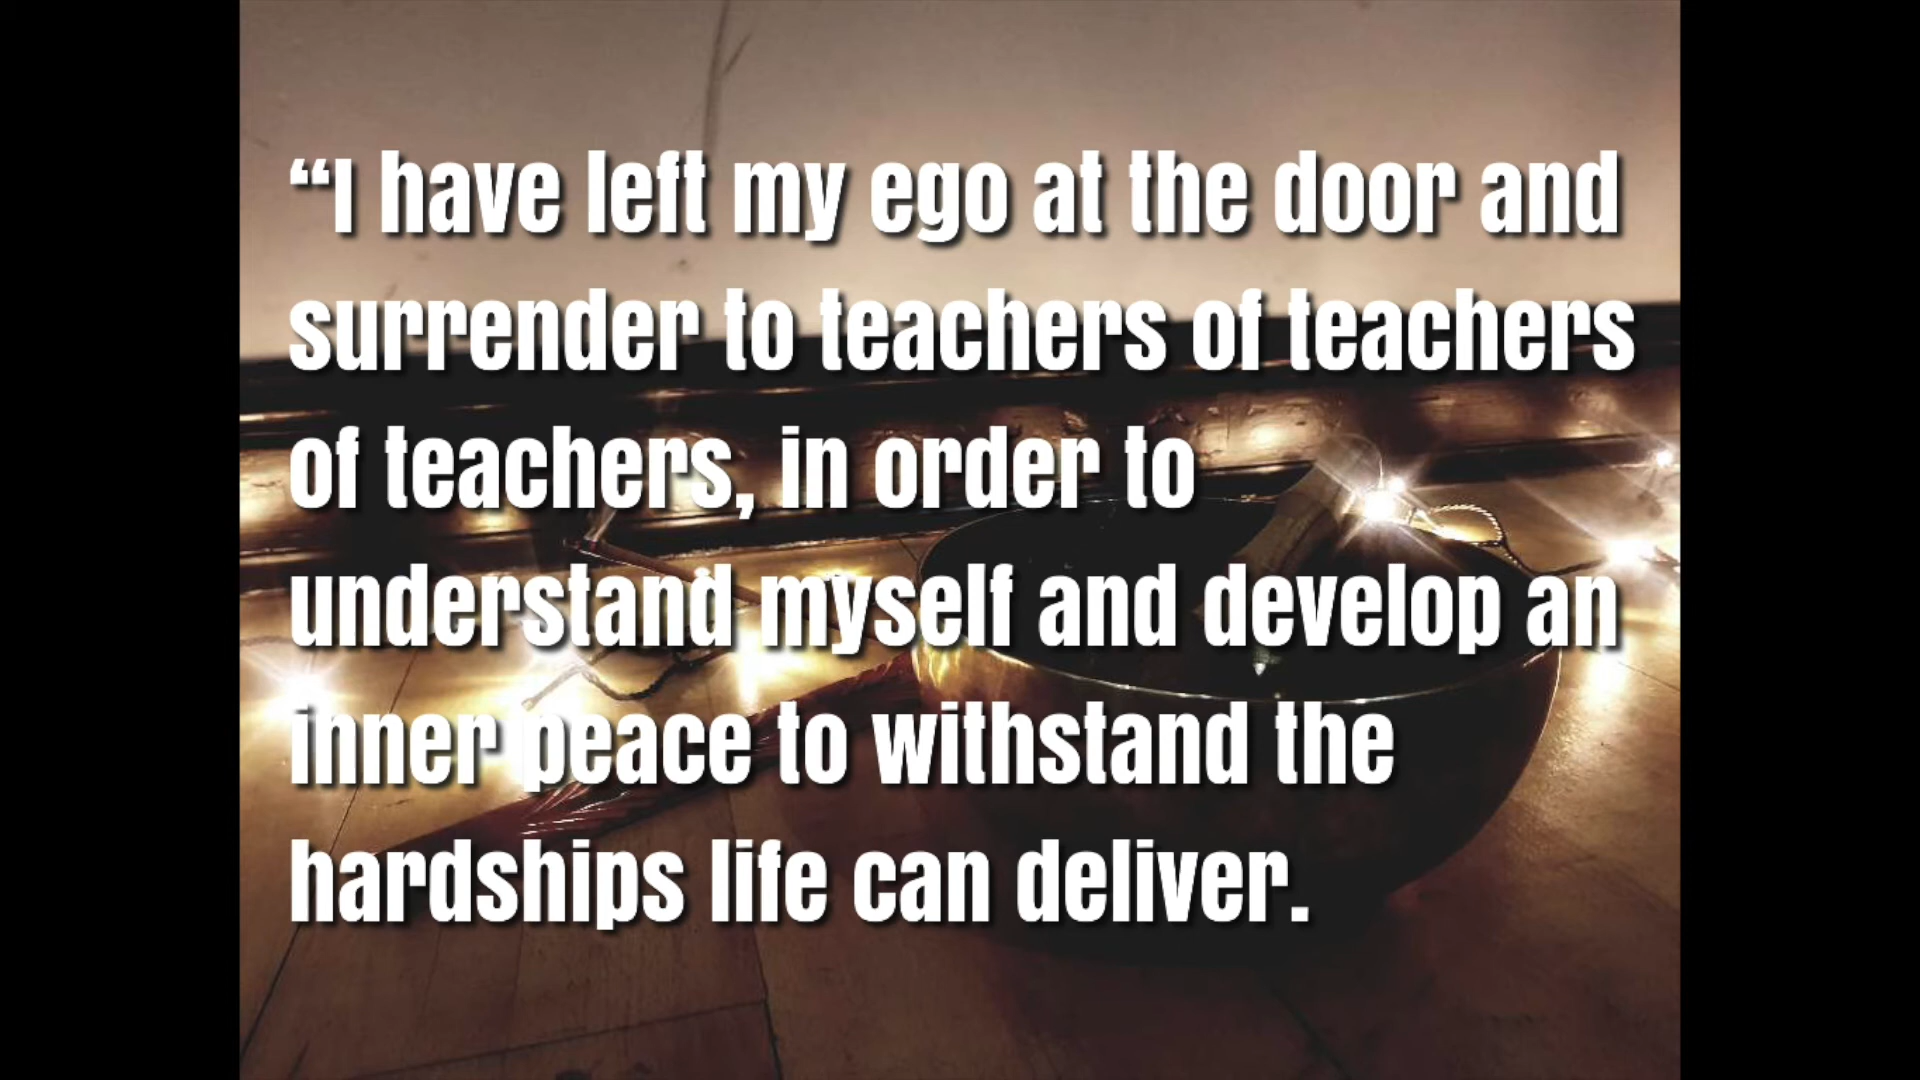 “I have left my ego at the door and
surrender to teachers of teachers
of teachers, in order to
understand myself and develop an
inner peace to withstand the
hardships life can deliver.